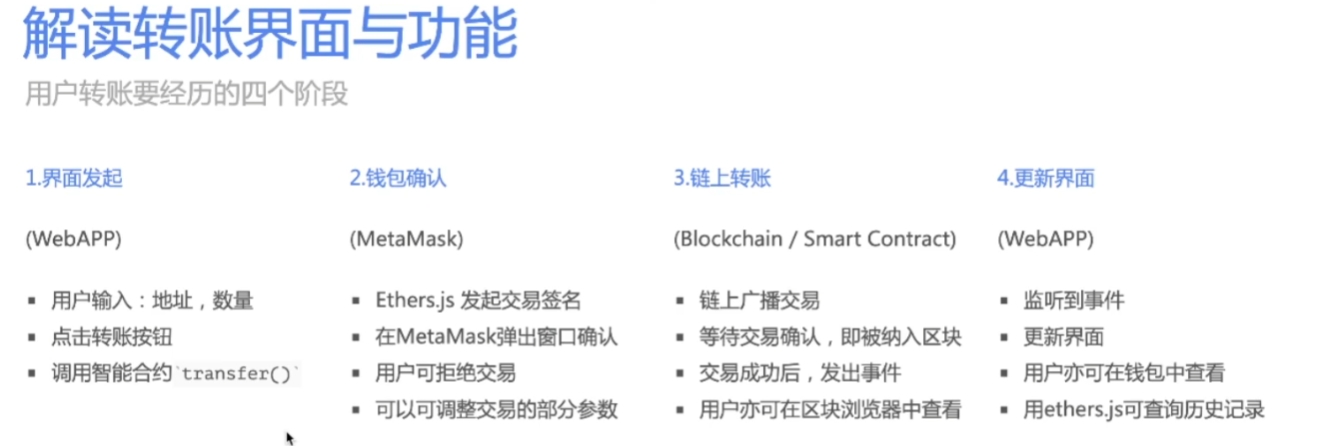 解读转账界面与功能
用户转账要经历的四个阶段
1.界面发起
(WebAPP)
▪ 用户输入：地址，数量
▪ 点击转账按钮
▪ 调用智能合约`transfer()`
2.钱包确认
(MetaMask)
▪ Ethers.js 发起交易签名
▪ 在MetaMask弹出窗口确认
▪ 用户可拒绝交易
▪ 可以可调整交易的部分参数
3.链上转账
(Blockchain / Smart Contract)
▪ 链上广播交易
▪ 等待交易确认，即被纳入区块
▪ 交易成功后，发出事件
▪ 用户亦可在区块浏览器中查看
4.更新界面
(WebAPP)
▪ 监听到事件
▪ 更新界面
▪ 用户亦可在钱包中查看
▪ 用ethers.js可查询历史记录